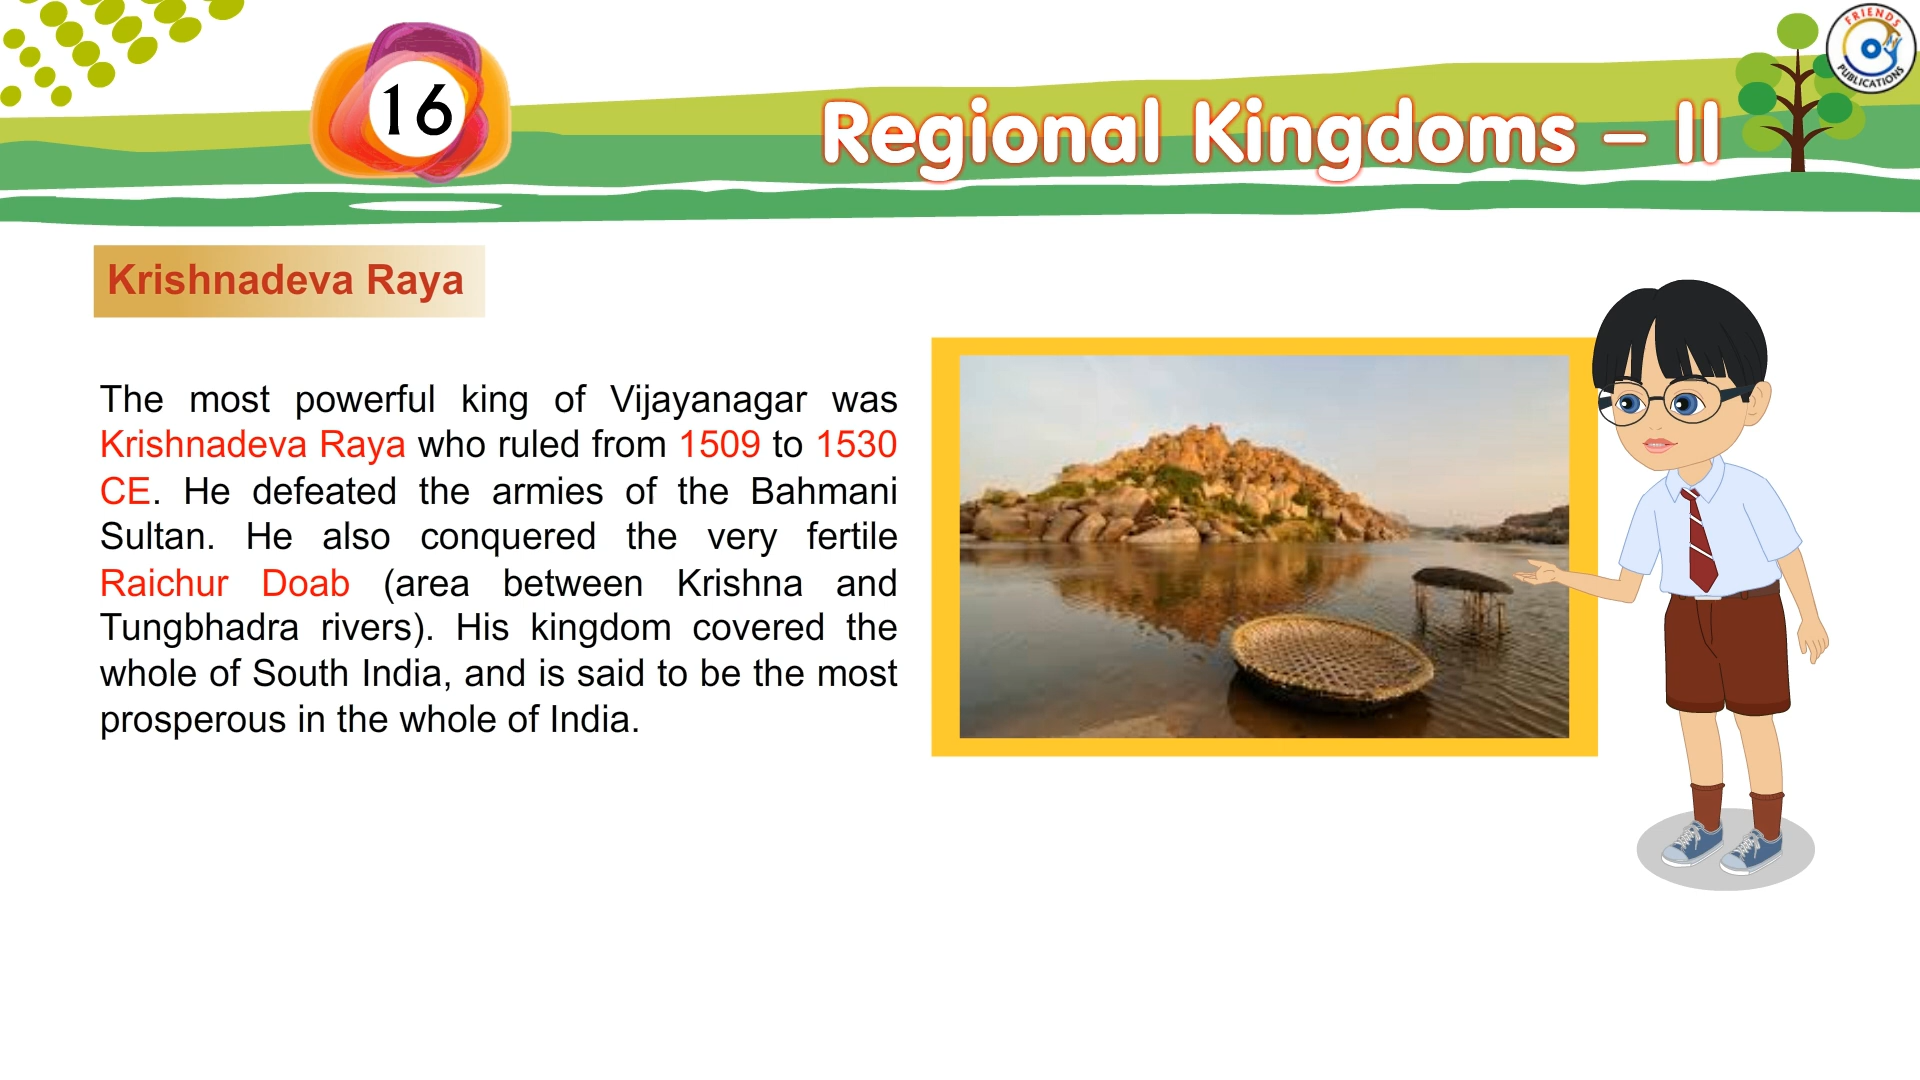 16
Regional Kingdoms – II
FRIENDS
PUBLICATIONS
Krishnadeva Raya
The most powerful king of Vijayanagar was
Krishnadeva Raya who ruled from 1509 to 1530
CE. He defeated the armies of the Bahmani
Sultan. He also conquered the very fertile
Raichur Doab (area between Krishna and
Tungbhadra rivers). His kingdom covered the
whole of South India, and is said to be the most
prosperous in the whole of India.